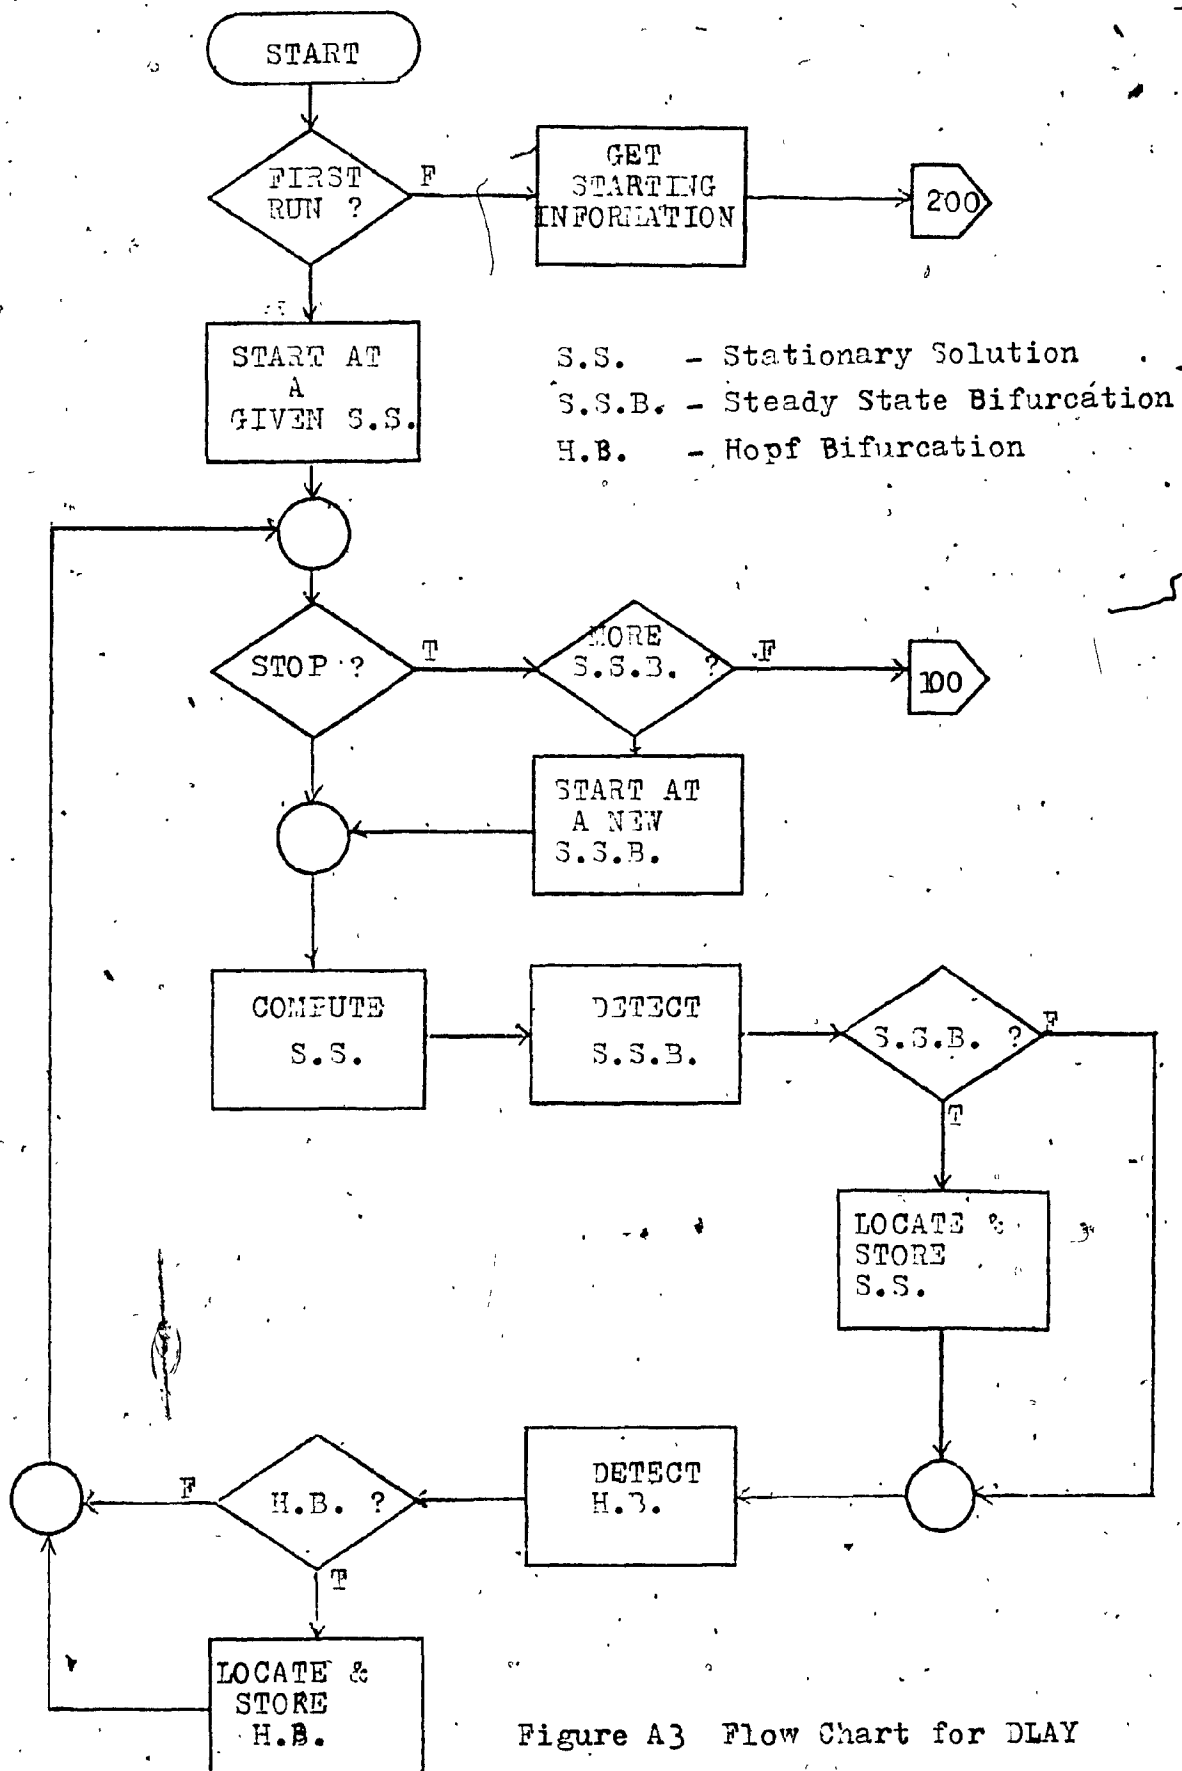 START
FIRST
RUN ?
F
GET
STARTING
INFORMATION
200
START AT
A
GIVEN S.S.
S.S. - Stationary Solution
S.S.B. - Steady State Bifurcation
H.B. - Hopf Bifurcation
STOP ?
T
MORE
S.S.B. ?
F
100
START AT
A NEW
S.S.B.
COMPUTE
S.S.
DETECT
S.S.B.
S.S.B. ?
F
T
LOCATE &
STORE
S.S.
DETECT
H.B.
H.B. ?
F
T
LOCATE &
STORE
H.B.
Figure A3 Flow Chart for DLAY